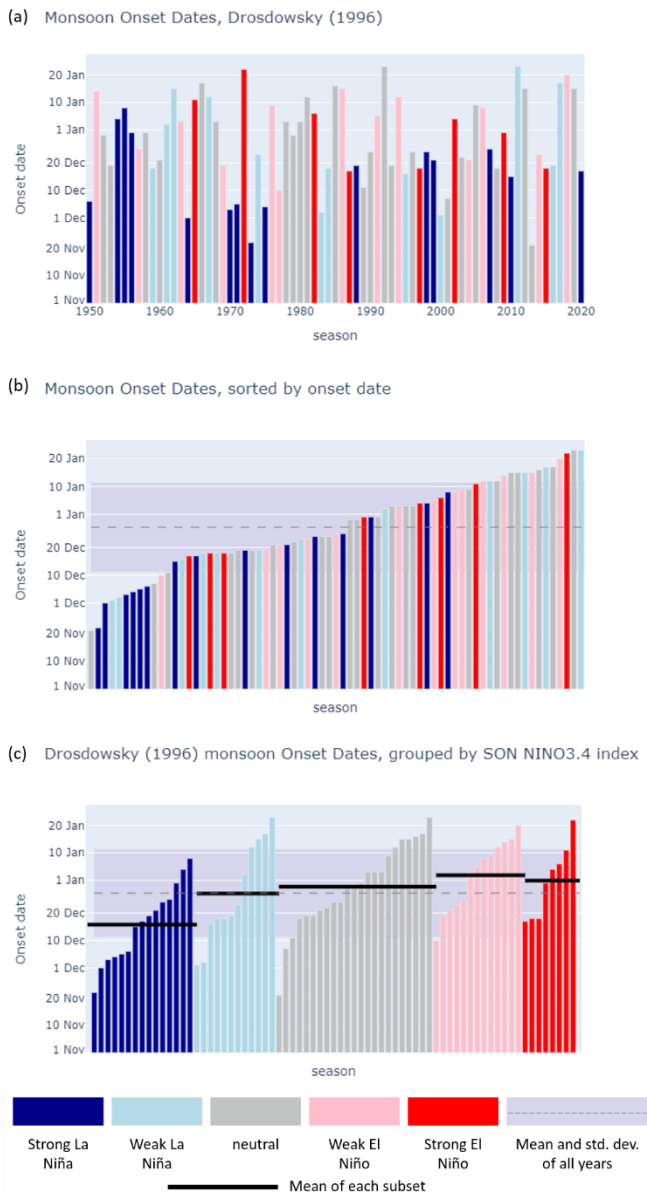 (a) Monsoon Onset Dates, Drosdowsky (1996)
20 Jan
10 Jan
1 Jan
20 Dec
10 Dec
1 Dec
20 Nov
10 Nov
1 Nov
Onset date
1950 1960 1970 1980 1990 2000 2010 2020
season
(b) Monsoon Onset Dates, sorted by onset date
20 Jan
10 Jan
1 Jan
20 Dec
10 Dec
1 Dec
20 Nov
10 Nov
1 Nov
Onset date
season
(c) Drosdowsky (1996) monsoon Onset Dates, grouped by SON NINO3.4 index
20 Jan
10 Jan
1 Jan
20 Dec
10 Dec
1 Dec
20 Nov
10 Nov
1 Nov
Onset date
season
Strong La
Niña
Weak La
Niña
neutral
Weak El
Niño
Strong El
Niño
Mean and std. dev.
of all years
Mean of each subset